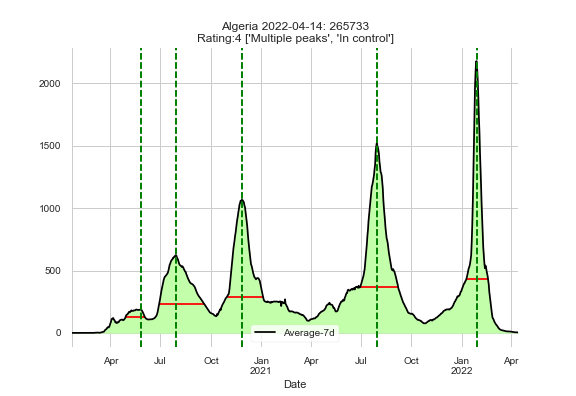 Algeria 2022-04-14: 265733
Rating:4 ['Multiple peaks', 'In control']
2000
1500
1000
500
0
Average-7d
Apr Jul Oct Jan Apr Jul Oct Jan Apr
2021 2022
Date